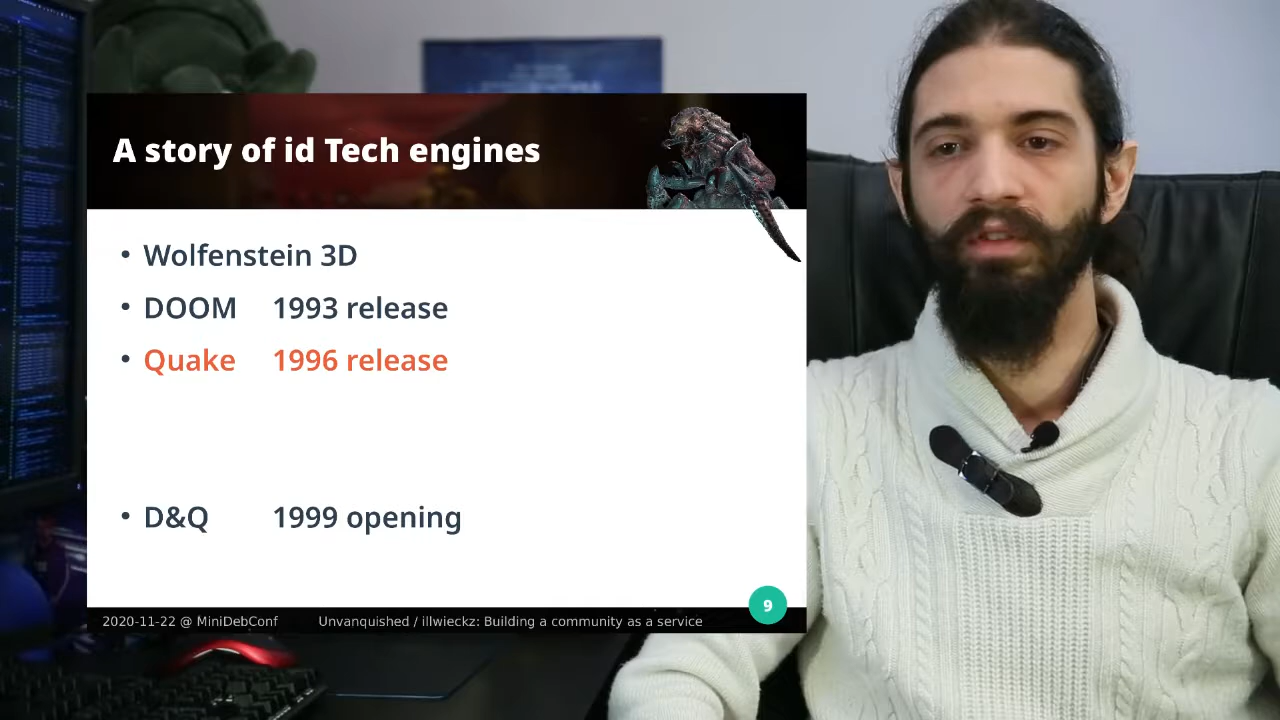 A story of id Tech engines
• Wolfenstein 3D
• DOOM 1993 release
• Quake 1996 release
• D&Q 1999 opening
9
2020-11-22 @ MiniDebConf Unvanquished / illwieckz: Building a community as a service